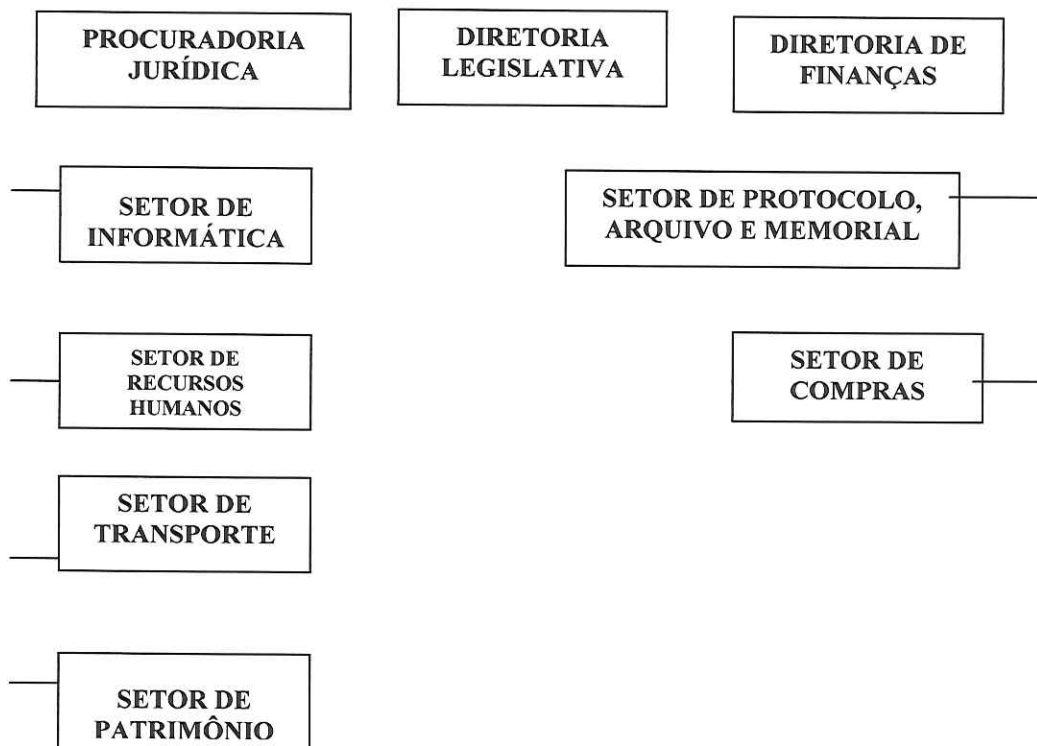 PROCURADORIA
JURÍDICA
DIRETORIA
LEGISLATIVA
DIRETORIA DE
FINANÇAS
SETOR DE
INFORMÁTICA
SETOR DE PROTOCOLO,
ARQUIVO E MEMORIAL
SETOR DE
RECURSOS
HUMANOS
SETOR DE
COMPRAS
SETOR DE
TRANSPORTE
SETOR DE
PATRIMÔNIO